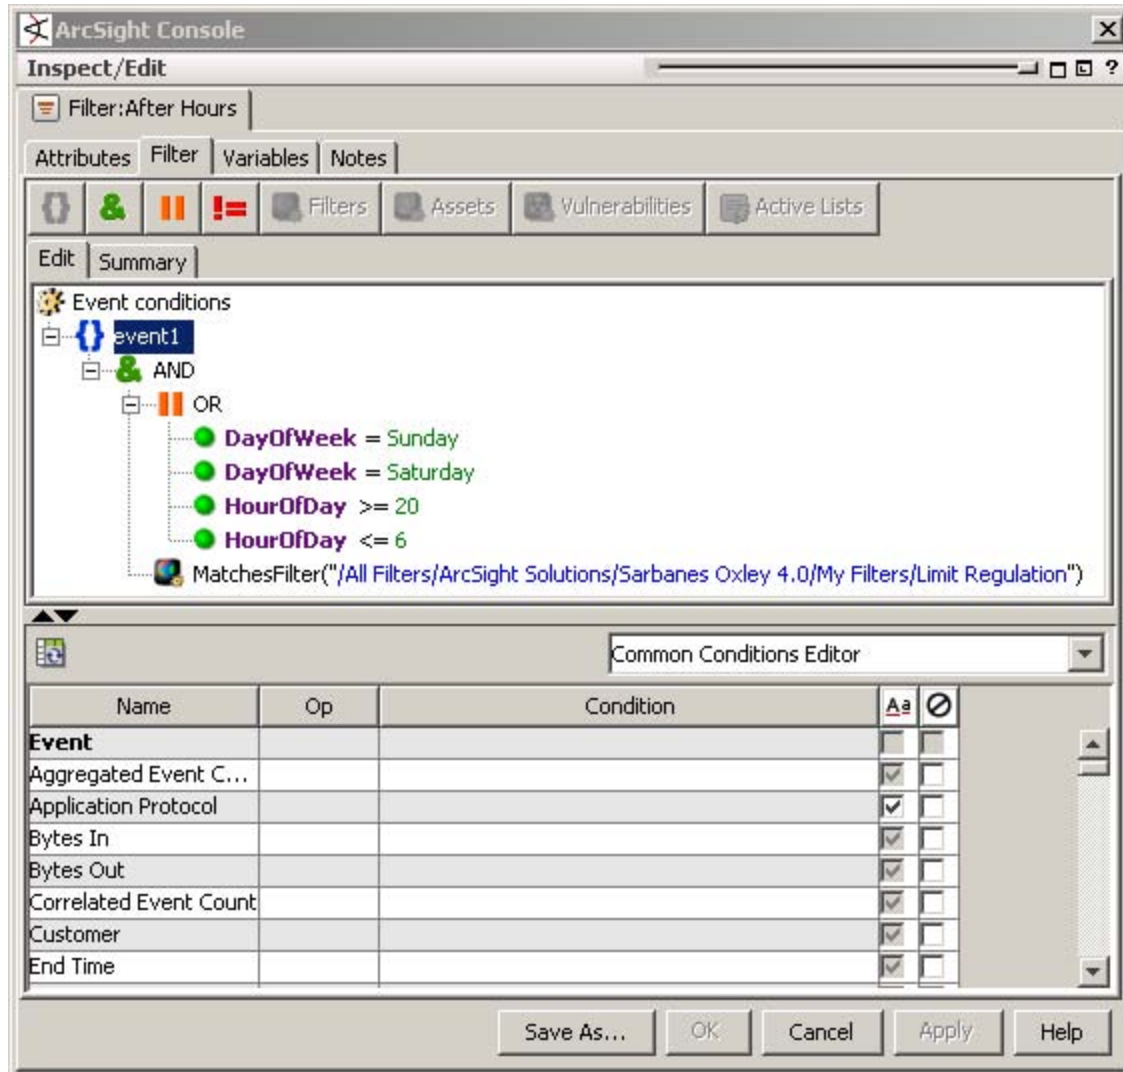 ArcSight Console
Inspect/Edit ?
Filter:After Hours
Attributes Filter Variables Notes
{} & != Filters Assets Vulnerabilities Active Lists
Edit Summary
Event conditions
{} event1
& AND
OR
DayOfWeek = Sunday
DayOfWeek = Saturday
HourOfDay >= 20
HourOfDay <= 6
MatchesFilter("/All Filters/ArcSight Solutions/Sarbanes Oxley 4.0/My Filters/Limit Regulation")
Common Conditions Editor
Name Op Condition Aa
Event
Aggregated Event C...
Application Protocol
Bytes In
Bytes Out
Correlated Event Count
Customer
End Time
Save As... OK Cancel Apply Help